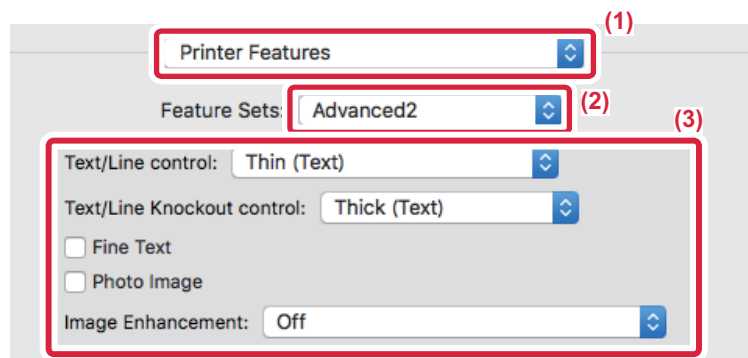 (1)
Printer Features
Feature Sets: Advanced2 (2)
(3)
Text/Line control: Thin (Text)
Text/Line Knockout control: Thick (Text)
Fine Text
Photo Image
Image Enhancement: Off